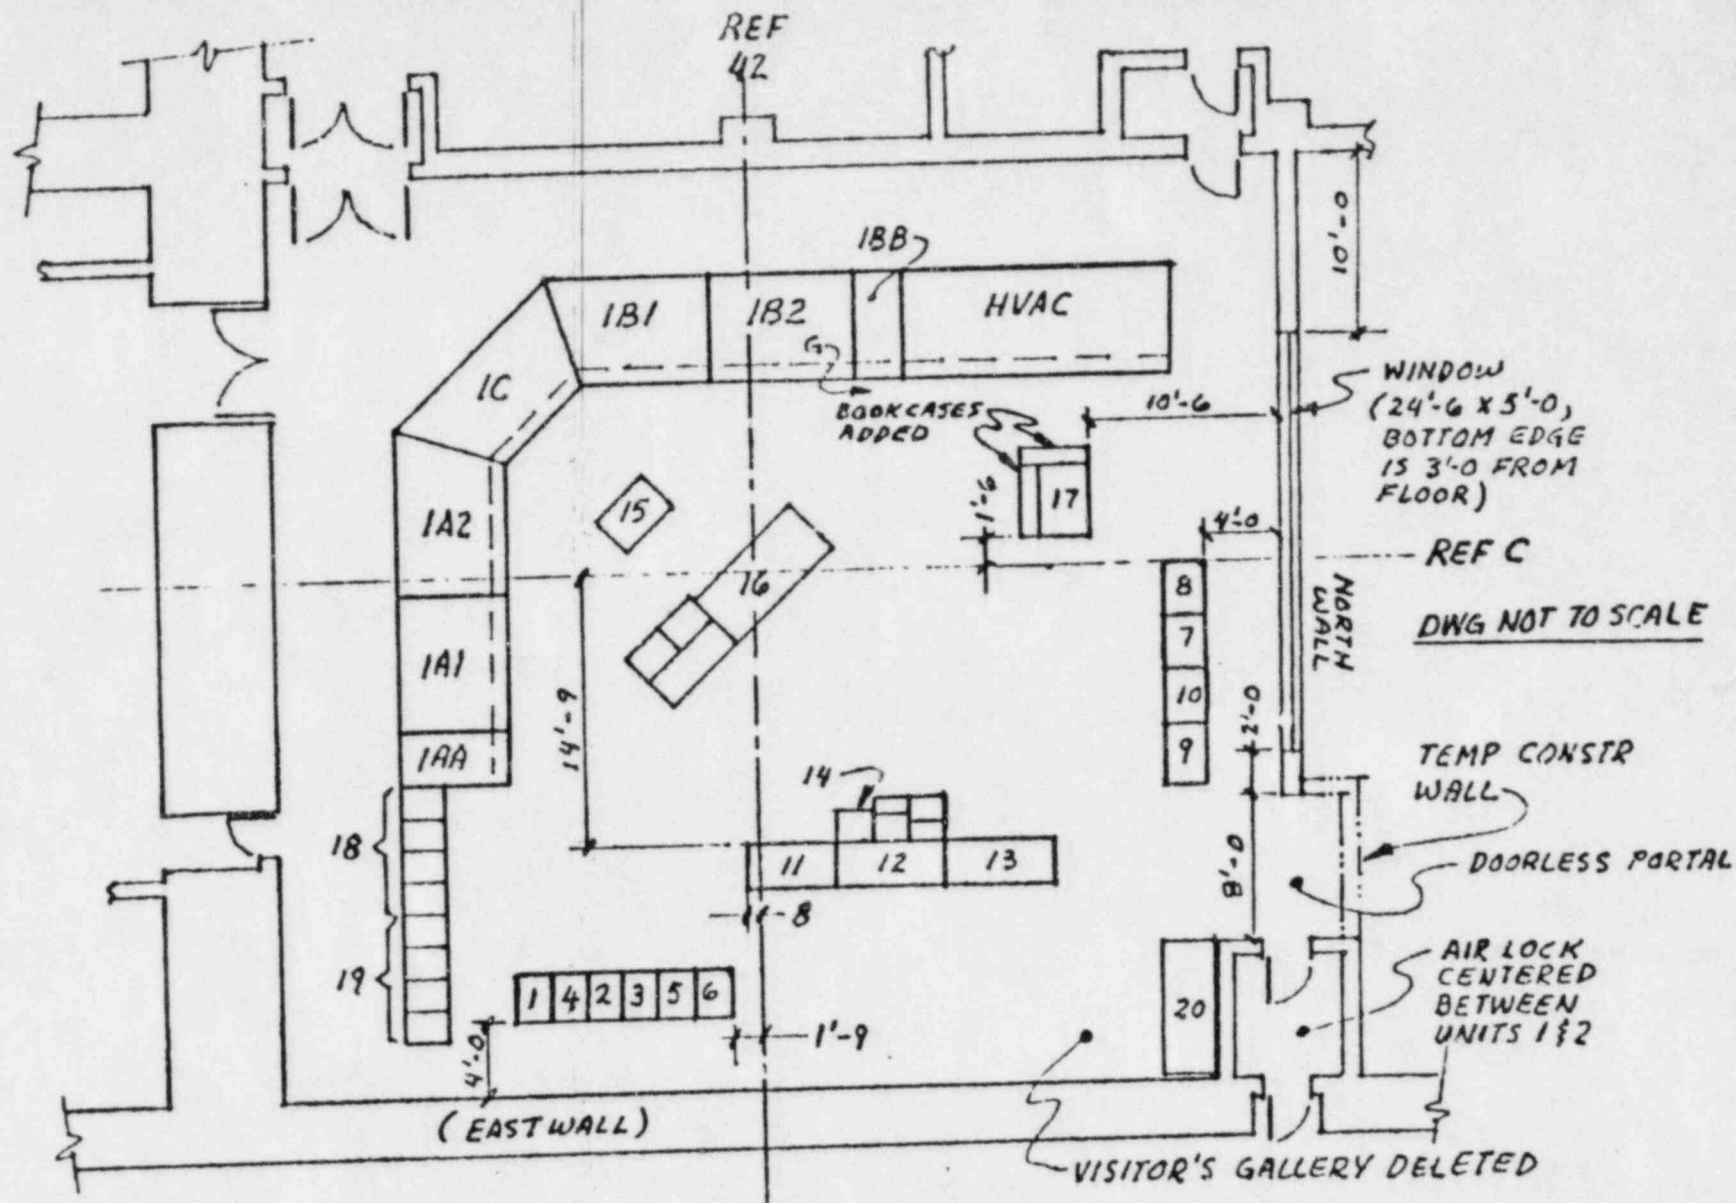 REF
42
1BB
10'-0
1B1
1B2
HVAC
1C
WINDOW
(24'-6 X 5'-0,
BOTTOM EDGE
IS 3'-0 FROM
FLOOR)
BOOKCASES
ADDED
10'-6
17
1'-6
15
1A2
4'-0
REF C
16
8
NORTH
WALL
DWG NOT TO SCALE
7
1A1
10
14'-9
2'-0
9
1AA
14
TEMP CONSTR
WALL
18
11
12
13
8'-0
DOORLESS PORTAL
-8
19
1
4
2
3
5
6
20
AIR LOCK
CENTERED
BETWEEN
UNITS 1 & 2
1'-9
4'-0
(EAST WALL)
VISITOR'S GALLERY DELETED